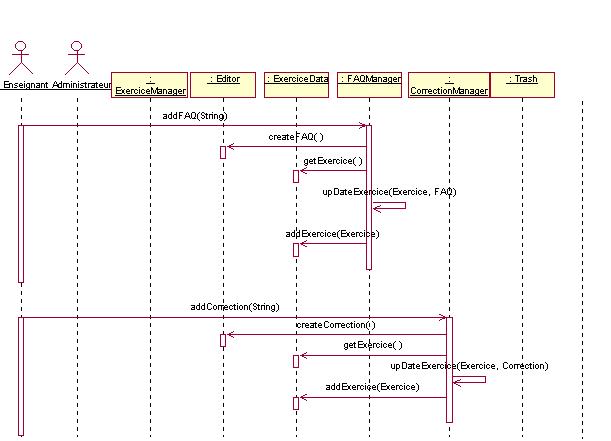 Enseignant
Administrateur
:
ExerciceManager
: Editor
: ExerciceData
: FAQManager
:
CorrectionManager
: Trash
addFAQ(String)
createFAQ( )
getExercice( )
upDateExercice(Exercice, FAQ)
addExercice(Exercice)
addCorrection(String)
createCorrection( )
getExercice( )
upDateExercice(Exercice, Correction)
addExercice(Exercice)